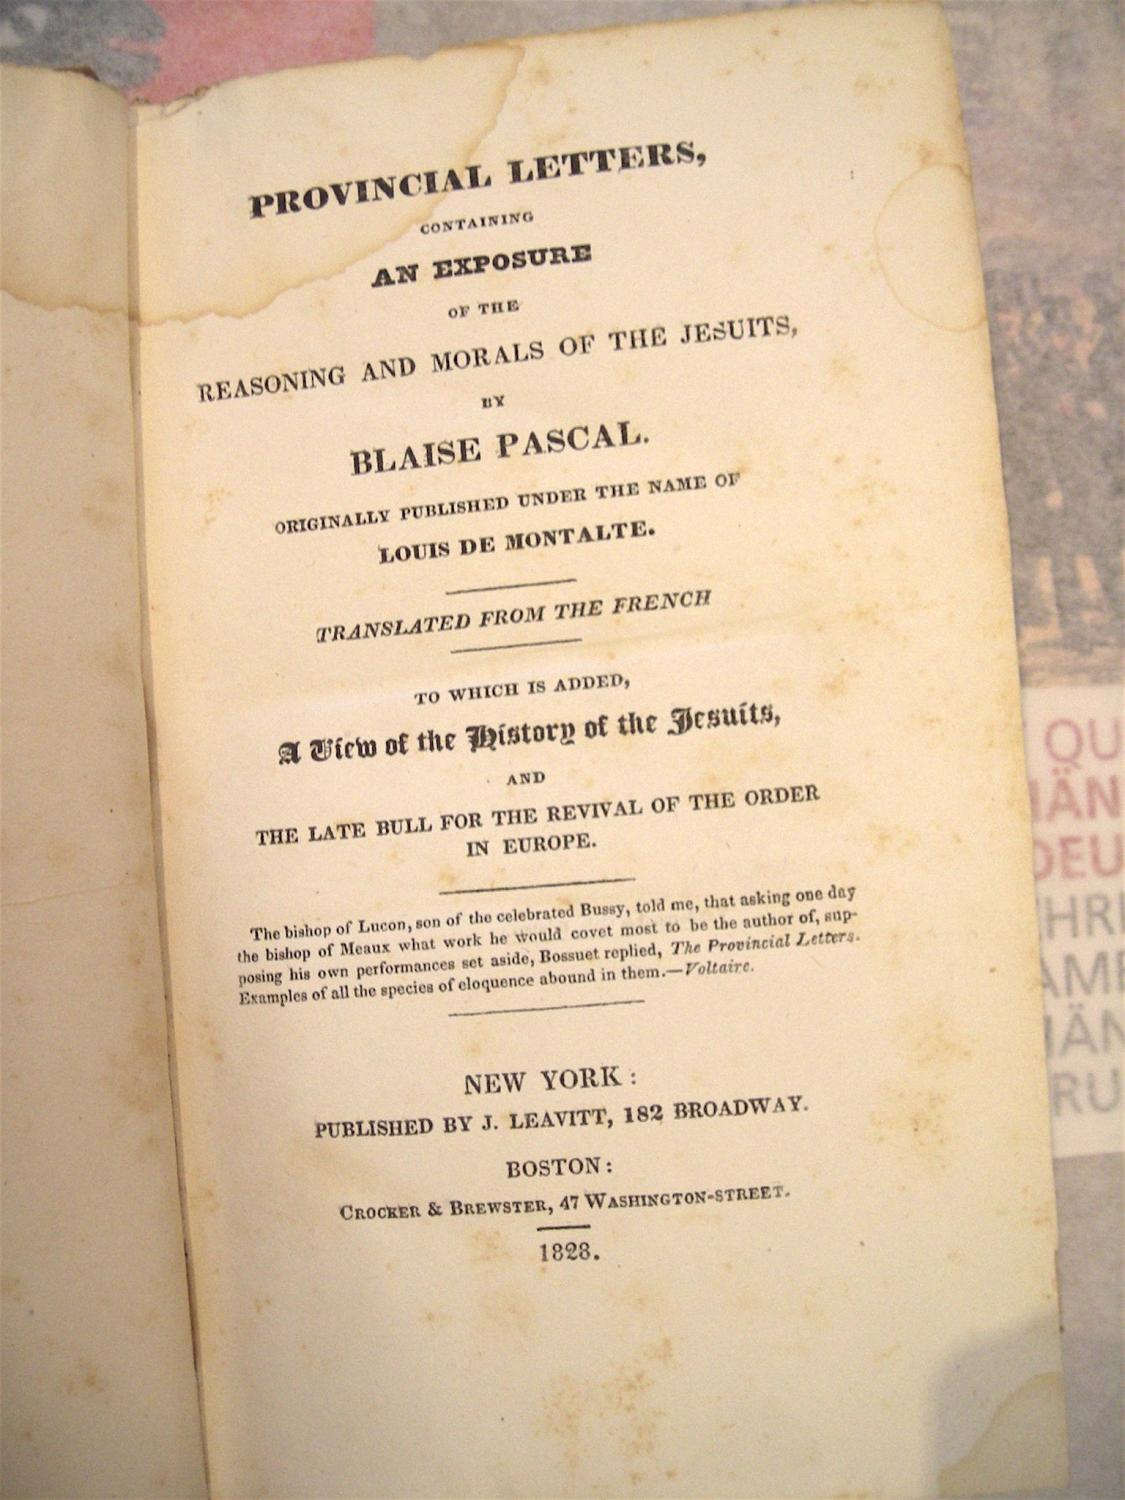 PROVINCIAL LETTERS,
CONTAINING
AN EXPOSURE
OF THE
REASONING AND MORALS OF THE JESUITS,
BY
BLAISE PASCAL.
ORIGINALLY PUBLISHED UNDER THE NAME OF
LOUIS DE MONTALTE.
TRANSLATED FROM THE FRENCH
TO WHICH IS ADDED,
A View of the History of the Jesuits,
AND
THE LATE BULL FOR THE REVIVAL OF THE ORDER
IN EUROPE.
The bishop of Lucon, son of the celebrated Bussy, told me, that asking one day
the bishop of Meaux what work he would covet most to be the author of, sup-
posing his own performances set aside, Bossuet replied, The Provincial Letters.
Examples of all the species of eloquence abound in them.—Voltaire.
NEW YORK:
PUBLISHED BY J. LEAVITT, 182 BROADWAY.
BOSTON:
CROCKER & BREWSTER, 47 WASHINGTON-STREET.
1828.
QU
ÄN
DEU
HRI
AME
ÄN
RU